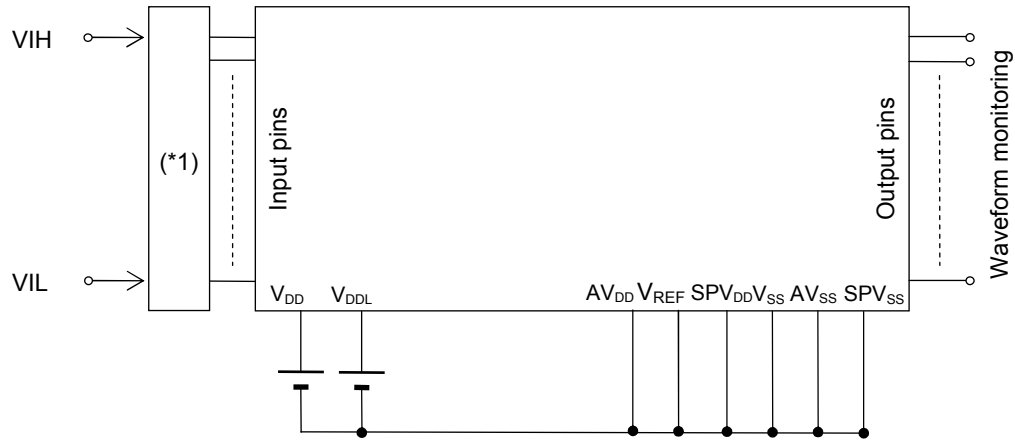 VIH
VIL
(*1)
Input pins
Output pins
Waveform monitoring
VDD VDDL AVDD VREF SPVDD VSS AVSS SPVSS